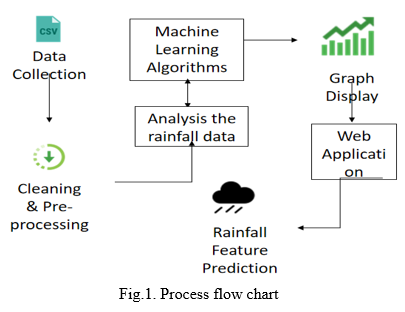 CSV
Data
Collection
Cleaning
& Pre-
processing
Machine
Learning
Algorithms
Analysis the
rainfall data
Graph
Display
Web
Applicati
on
Rainfall
Feature
Prediction
Fig.1. Process flow chart